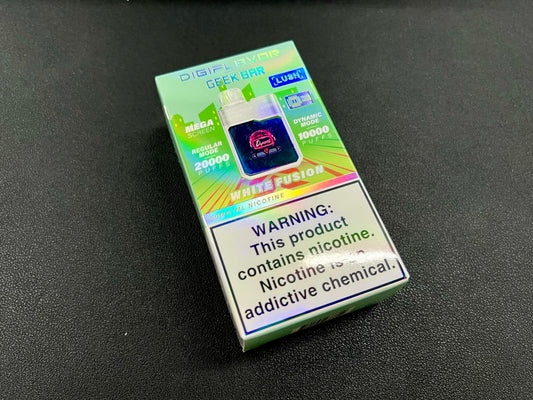 DIGIFLAVOR
GEEK BAR
LUSH
MEGA
SCREEN
REGULAR
MODE
20000
PUFFS
DYNAMIC
MODE
10000
PUFFS
WHITE FUSION
NICOTINE
WARNING:
This product
contains nicotine.
Nicotine is an
addictive chemical.